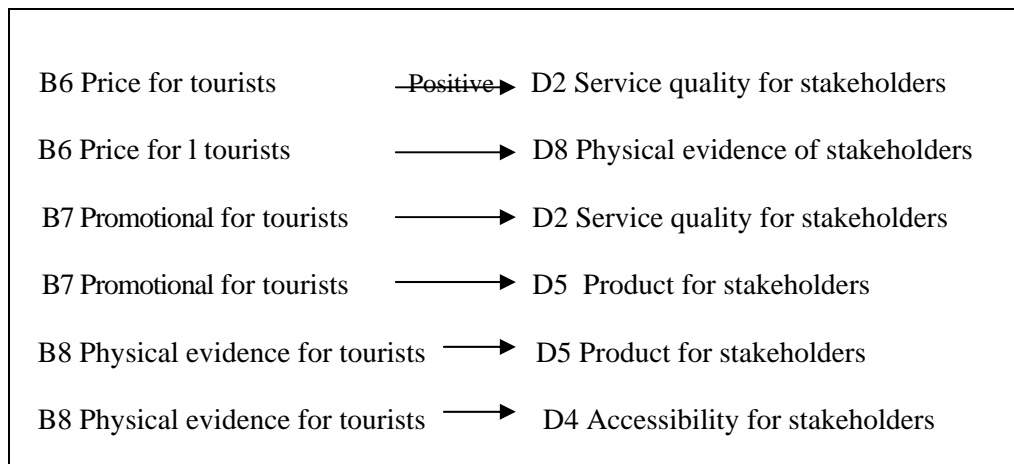 B6 Price for tourists Positive D2 Service quality for stakeholders
B6 Price for l tourists D8 Physical evidence of stakeholders
B7 Promotional for tourists D2 Service quality for stakeholders
B7 Promotional for tourists D5 Product for stakeholders
B8 Physical evidence for tourists D5 Product for stakeholders
B8 Physical evidence for tourists D4 Accessibility for stakeholders